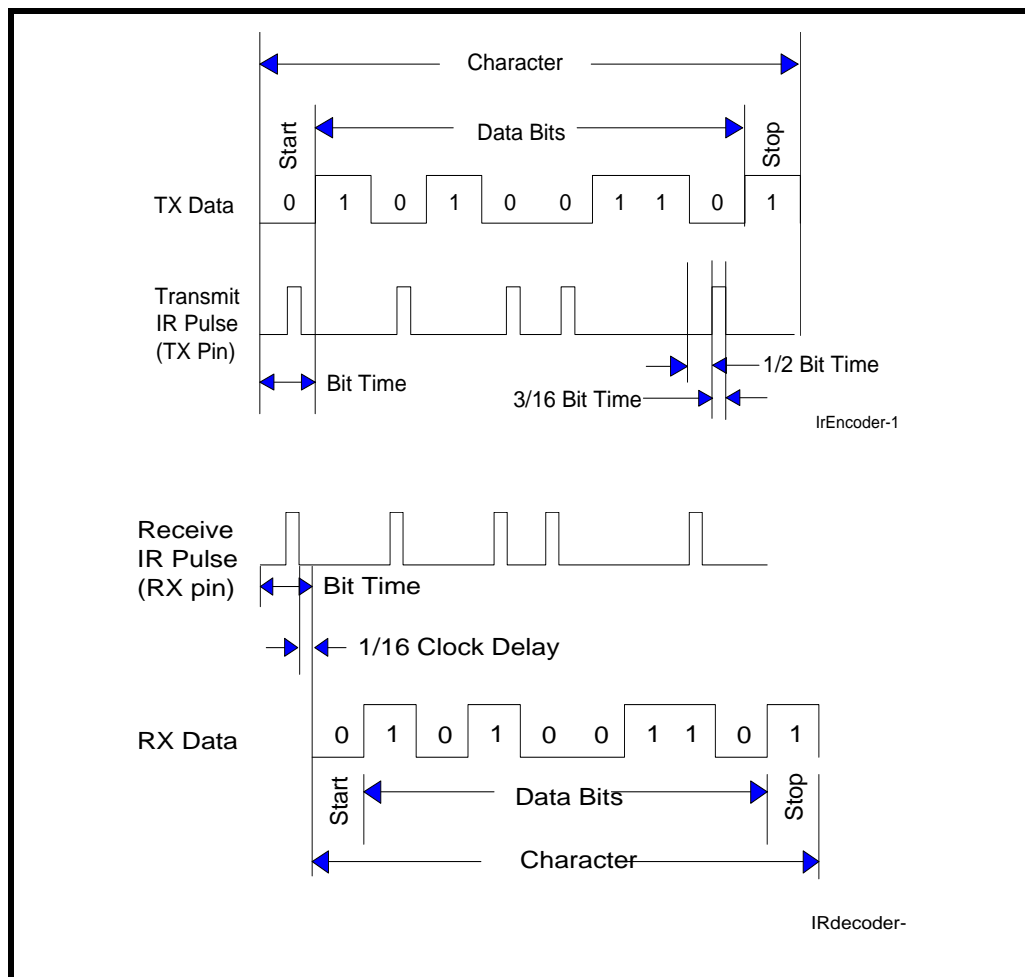 Character
Start
Data Bits
Stop
TX Data
0 1 0 1 0 0 1 1 0 1
Transmit
IR Pulse
(TX Pin)
Bit Time
1/2 Bit Time
3/16 Bit Time
IrEncoder-1
Receive
IR Pulse
(RX pin)
Bit Time
1/16 Clock Delay
RX Data
0 1 0 1 0 0 1 1 0 1
Start
Data Bits
Stop
Character
IRdecoder-